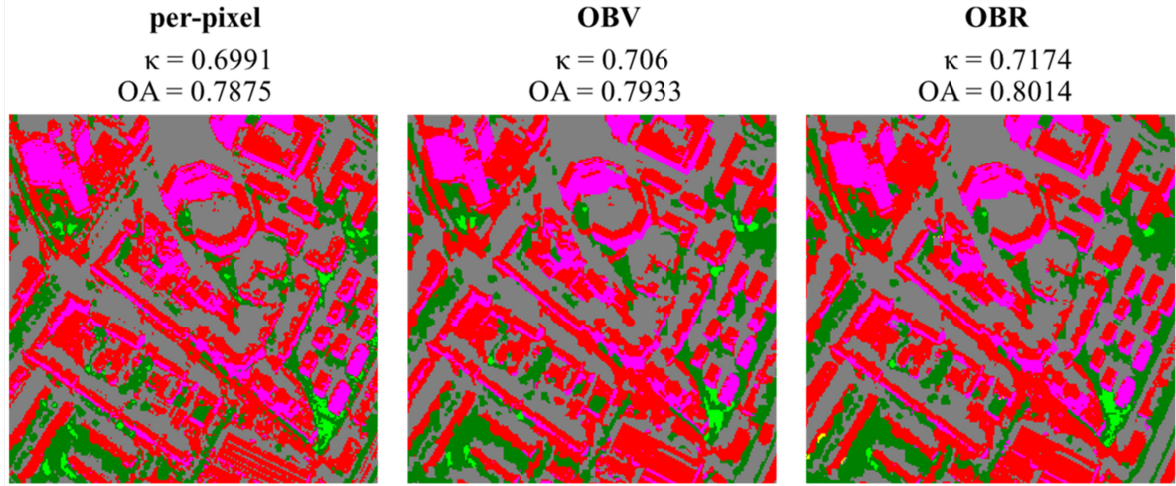 per-pixel
κ = 0.6991
OA = 0.7875
OBV
κ = 0.706
OA = 0.7933
OBR
κ = 0.7174
OA = 0.8014